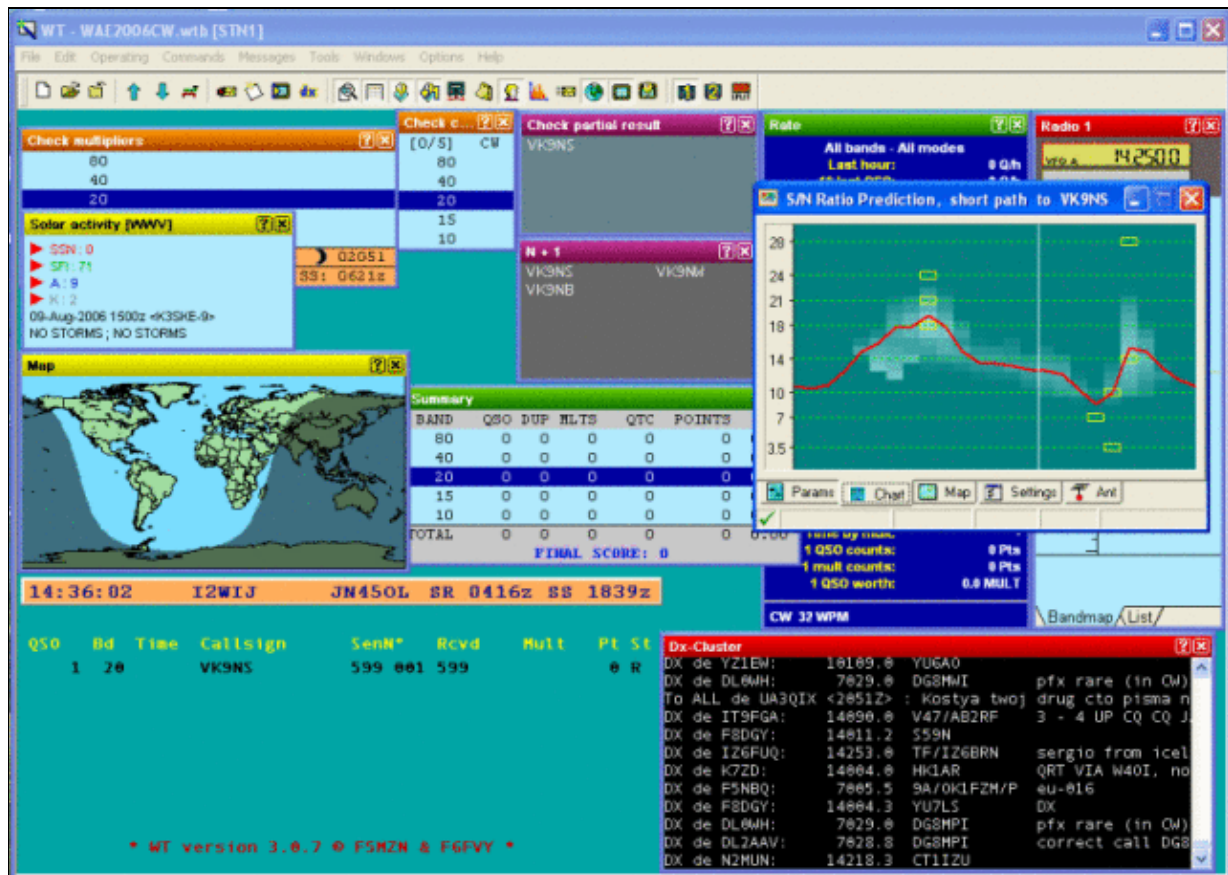 WT - WAE2006CW.wtb [STN1]
File Edit Operating Commands Messages Tools Windows Options Help
Check multipliers
80
40
20
Check c...
[0/S] CW
80
40
20
15
10
Check partial result
VK9NS
Rate
All bands - All modes
Last hour: 0 Q/h
Radio 1
VFO A 14.250.0
Solar activity [WWV]
SSN : 0
SFI : 71
A : 9
K : 2
09-Aug-2006 1500z <K3SKE-9>
NO STORMS ; NO STORMS
02051
SS: 0621z
N + 1
VK9NS VK9NW
VK9NB
S/N Ratio Prediction, short path to VK9NS
28
24
21
18
14
10
7
3.5
Params Chart Map Settings Ant
Map
Summary
BAND QSO DUP MLTS QTC POINTS
80 0 0 0 0 0
40 0 0 0 0 0
20 0 0 0 0 0
15 0 0 0 0 0
10 0 0 0 0 0
TOTAL 0 0 0 0 0 0.00
FINAL SCORE: 0
1 QSO counts: 0 Pts
1 mult counts: 0 Pts
1 QSO worth: 0.0 MULT
CW 32 WPM
Bandmap List
14:36:02 I2WIJ JN45OL SR 0416z SS 1839z
QSO Bd Time Callsign SenN° Rcvd Mult Pt St
1 20 VK9NS 599 001 599 0 R
* WT version 3.0.7 © F5MZN & F6FVY *
Dx-Cluster
DX de YZ1EW: 10109.0 YU6AO
DX de DL0WH: 7029.0 DG8MWI pfx rare (in CW)
To ALL de UA3QIX <2051Z> : Kostya twoj drug cto pisma n
DX de IT9FGA: 14090.0 V47/AB2RF 3 - 4 UP CQ CQ J
DX de F8DGY: 14011.2 S59N
DX de IZ6FUQ: 14253.0 TF/IZ6BRN sergio from icel
DX de K7ZD: 14004.0 HK1AR QRT VIA W4OI, no
DX de F5NBQ: 7005.5 9A/OK1FZM/P eu-016
DX de F8DGY: 14004.3 YU7LS DX
DX de DL0WH: 7029.0 DG8MPI pfx rare (in CW)
DX de DL2AAV: 7028.8 DG8MPI correct call DG8
DX de N2MUN: 14218.3 CT1IZU